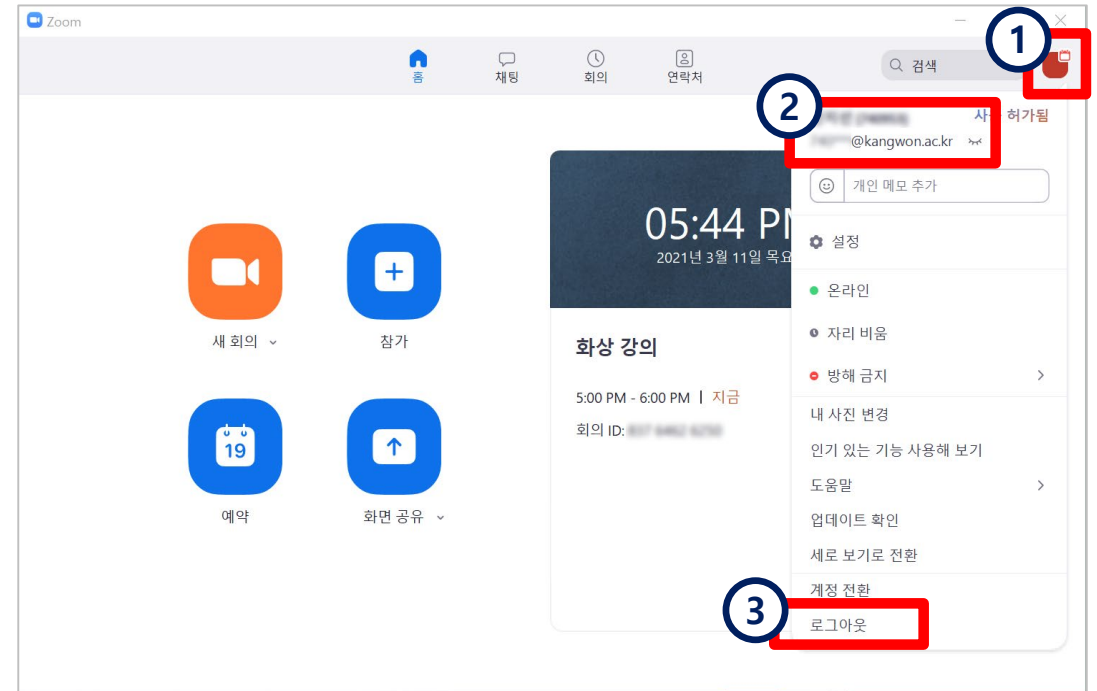 Zoom
홈
채팅
회의
연락처
검색
1
2
허가됨
@kangwon.ac.kr
개인 메모 추가
05:44 PM
2021년 3월 11일 목요
설정
온라인
자리 비움
방해 금지
새 회의
참가
화상 강의
5:00 PM - 6:00 PM | 지금
회의 ID:
내 사진 변경
인기 있는 기능 사용해 보기
도움말
19
업데이트 확인
예약
화면 공유
세로 보기로 전환
계정 전환
3
로그아웃